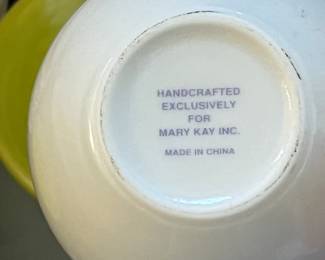 HANDCRAFTED
EXCLUSIVELY
FOR
MARY KAY INC.
MADE IN CHINA